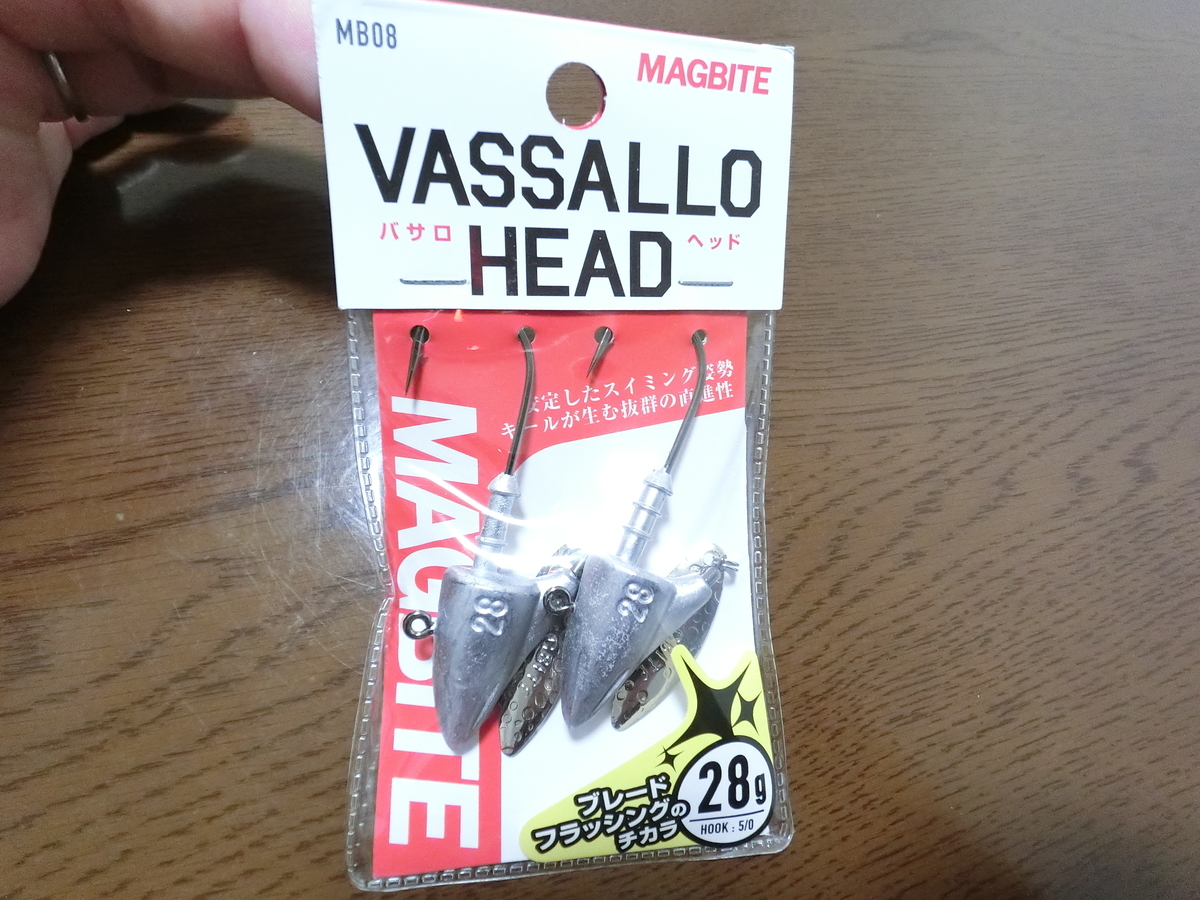 MB08
MAGBITE
VASSALLO
バサロ
HEAD
ヘッド
安定したスイミング姿勢
キールが生む抜群の直進性
MAGBITE
28
28
ブレード
フラッシングの
チカラ
28g
HOOK : 5/0